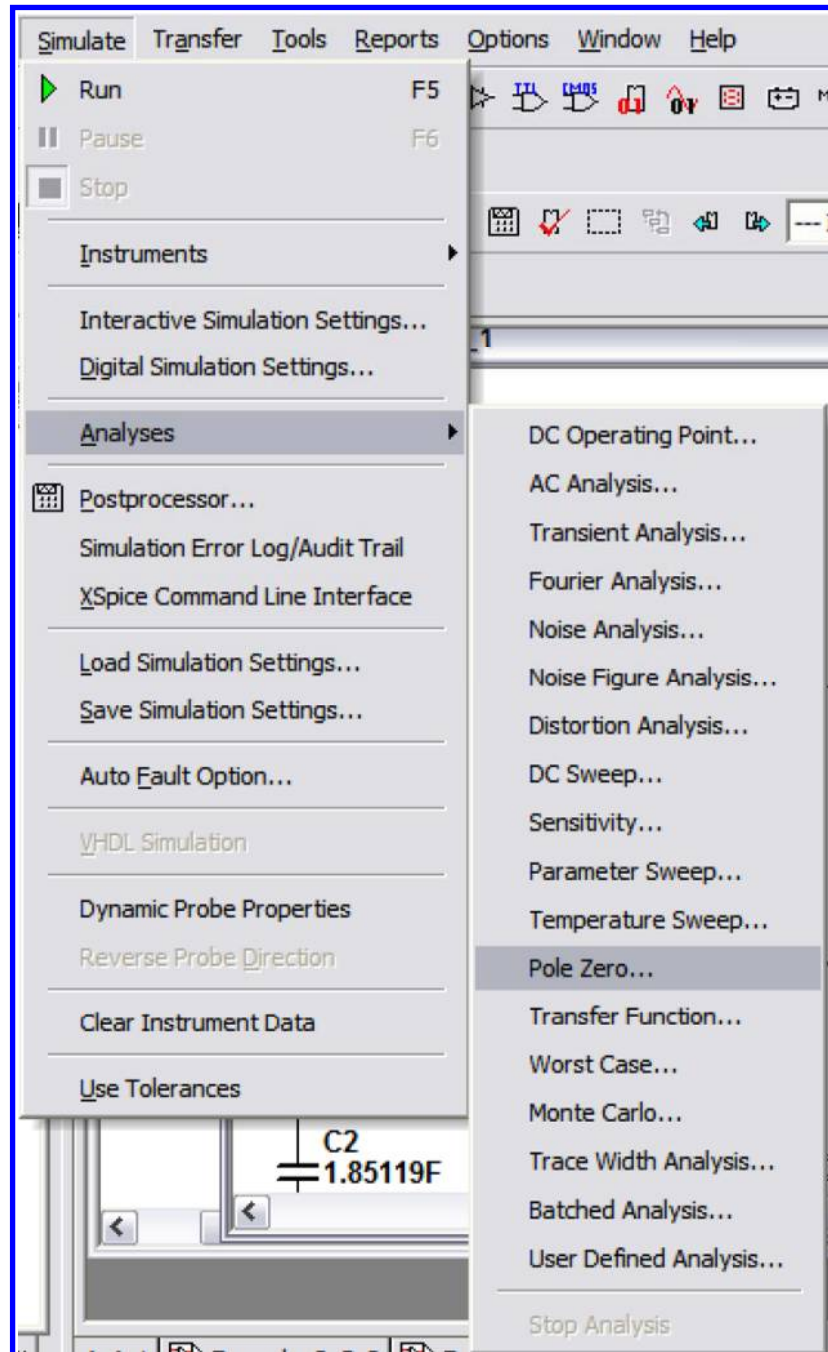 Simulate Transfer Tools Reports Options Window Help
Run F5
Pause F6
Stop
Instruments
Interactive Simulation Settings...
Digital Simulation Settings...
Analyses
Postprocessor...
Simulation Error Log/Audit Trail
XSpice Command Line Interface
Load Simulation Settings...
Save Simulation Settings...
Auto Fault Option...
VHDL Simulation
Dynamic Probe Properties
Reverse Probe Direction
Clear Instrument Data
Use Tolerances
TTL CMOS
_1
DC Operating Point...
AC Analysis...
Transient Analysis...
Fourier Analysis...
Noise Analysis...
Noise Figure Analysis...
Distortion Analysis...
DC Sweep...
Sensitivity...
Parameter Sweep...
Temperature Sweep...
Pole Zero...
Transfer Function...
Worst Case...
Monte Carlo...
Trace Width Analysis...
Batched Analysis...
User Defined Analysis...
Stop Analysis
C2
1.85119F